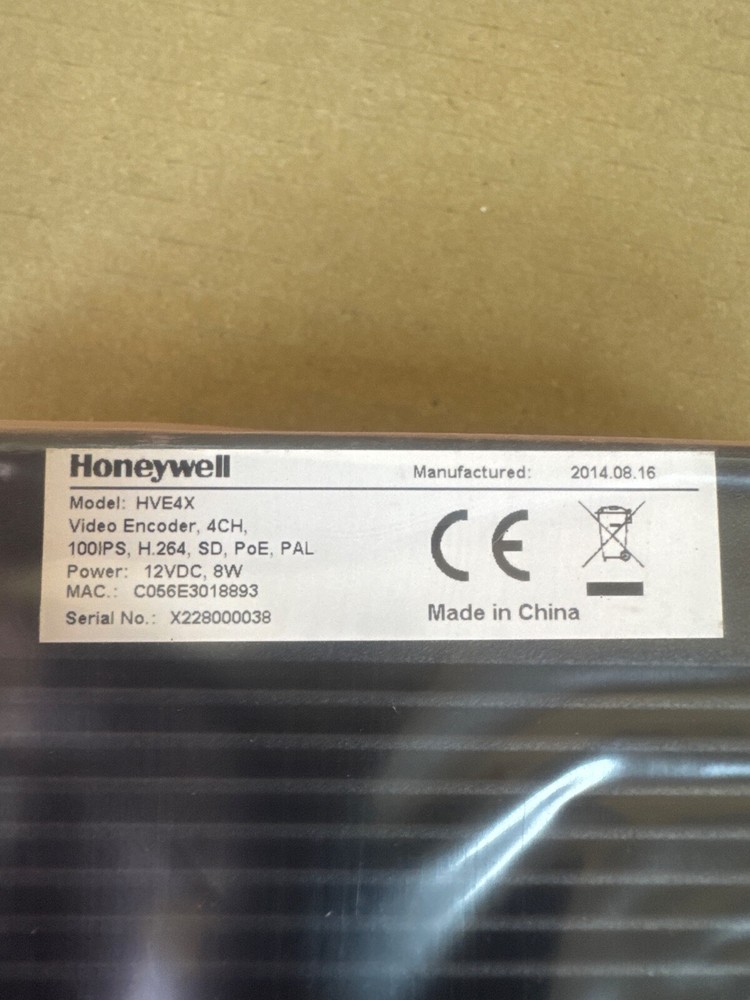 Honeywell
Manufactured: 2014.08.16
Model: HVE4X
Video Encoder, 4CH,
100IPS, H.264, SD, PoE, PAL
Power: 12VDC, 8W
MAC.: C056E3018893
Serial No.: X228000038
CE
Made in China